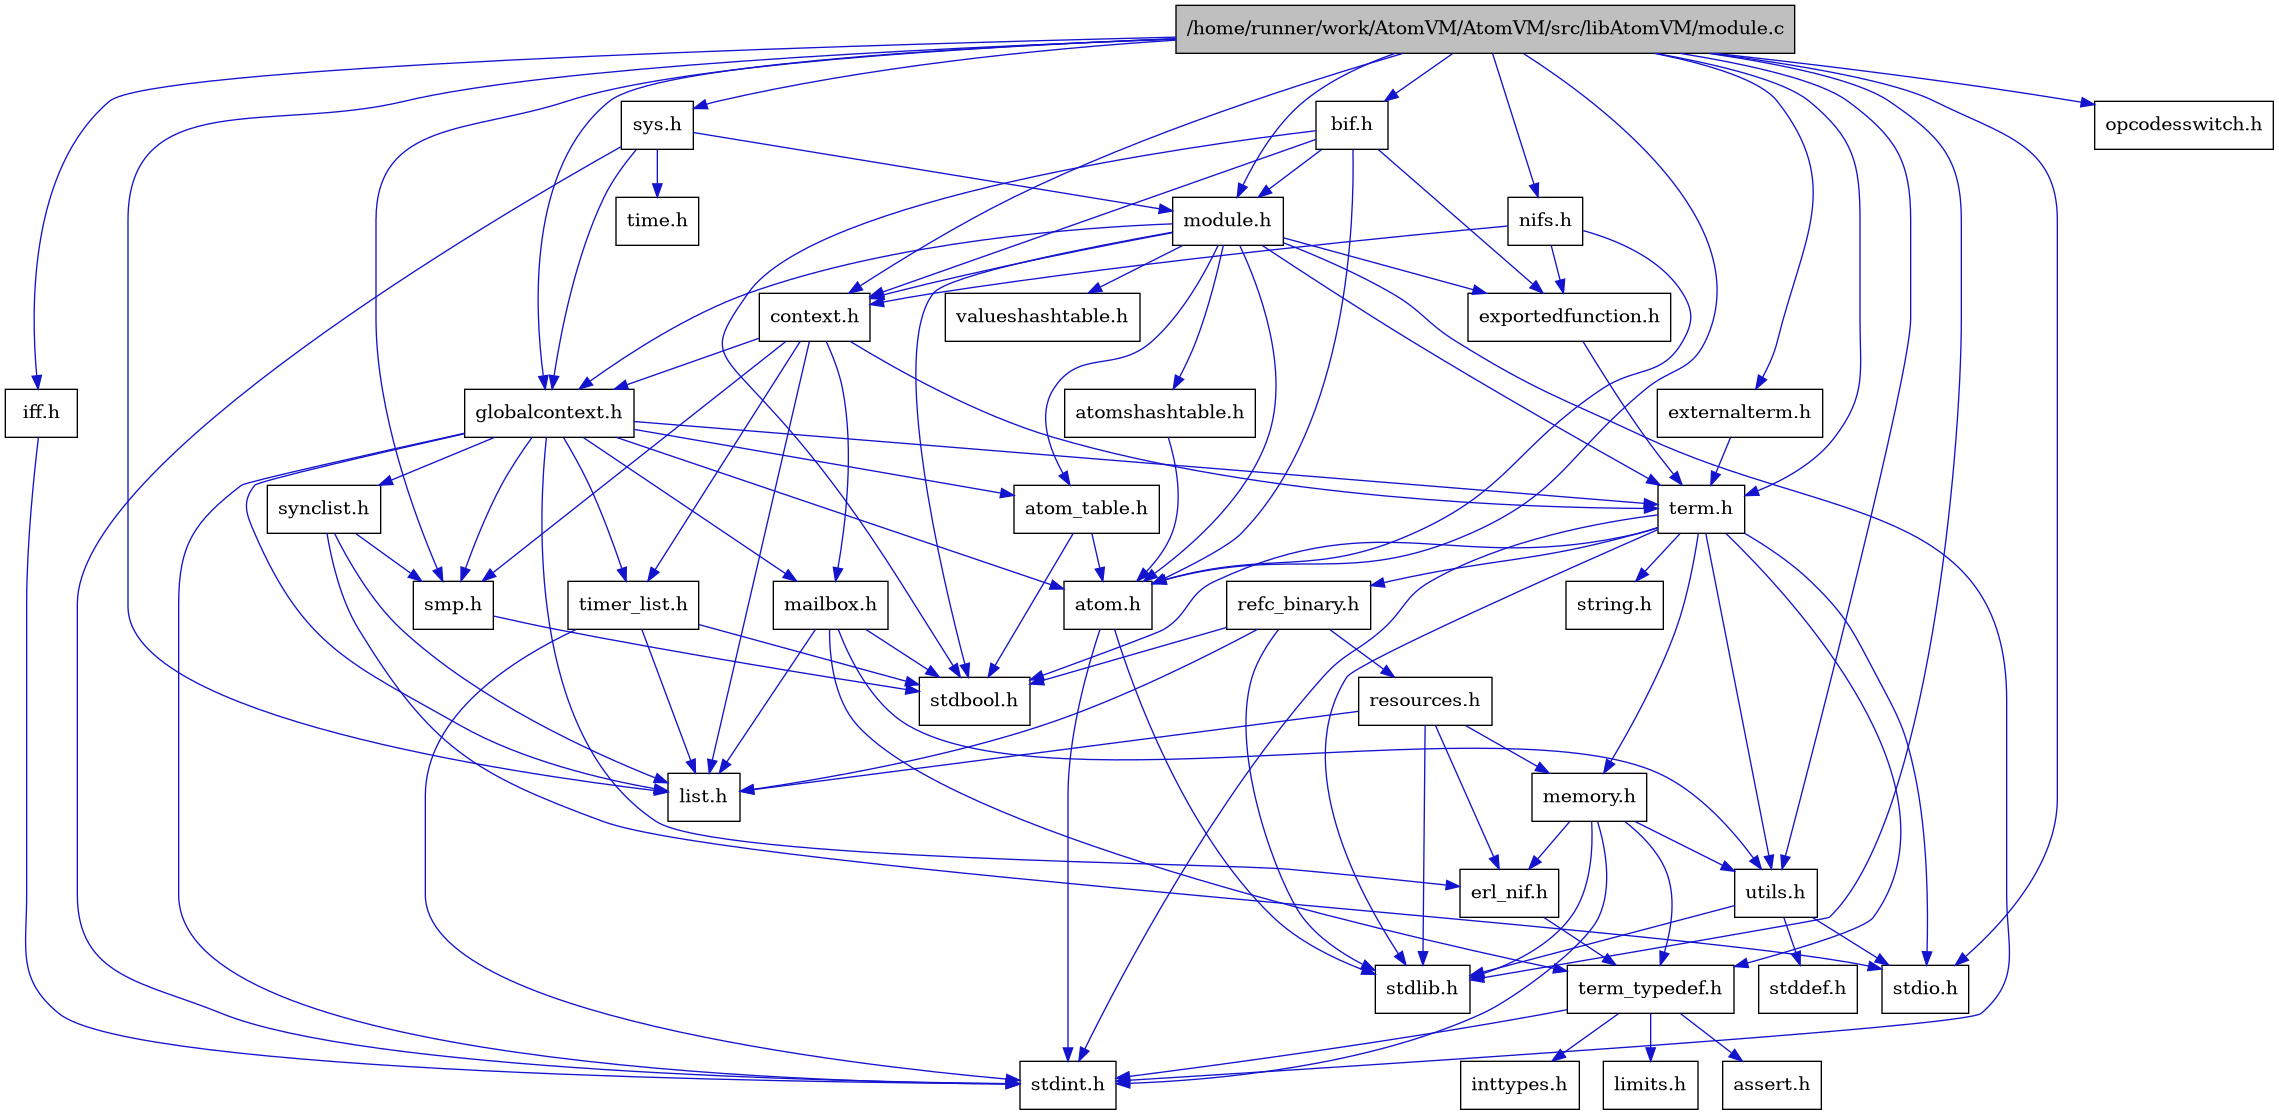 /home/runner/work/AtomVM/AtomVM/src/libAtomVM/module.c
sys.h
bif.h
opcodesswitch.h
time.h
module.h
nifs.h
context.h
valueshashtable.h
exportedfunction.h
iff.h
globalcontext.h
atomshashtable.h
externalterm.h
synclist.h
atom_table.h
term.h
smp.h
timer_list.h
mailbox.h
atom.h
refc_binary.h
string.h
stdbool.h
resources.h
list.h
memory.h
erl_nif.h
utils.h
stdlib.h
term_typedef.h
stddef.h
stdio.h
stdint.h
inttypes.h
limits.h
assert.h